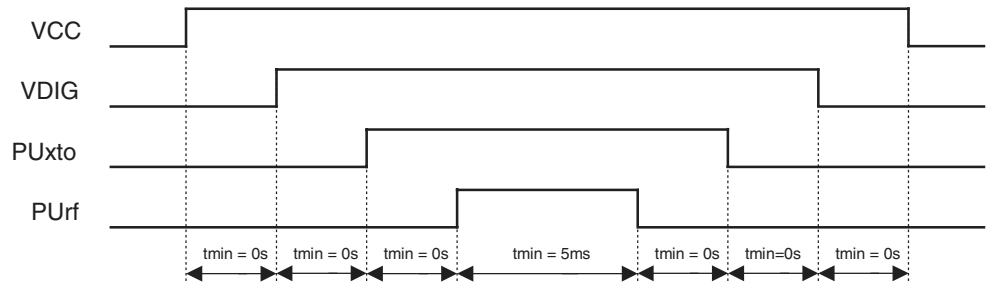 VCC
VDIG
PUxto
PUrf
tmin = 0s tmin = 0s tmin = 0s tmin = 5ms tmin = 0s tmin=0s tmin = 0s